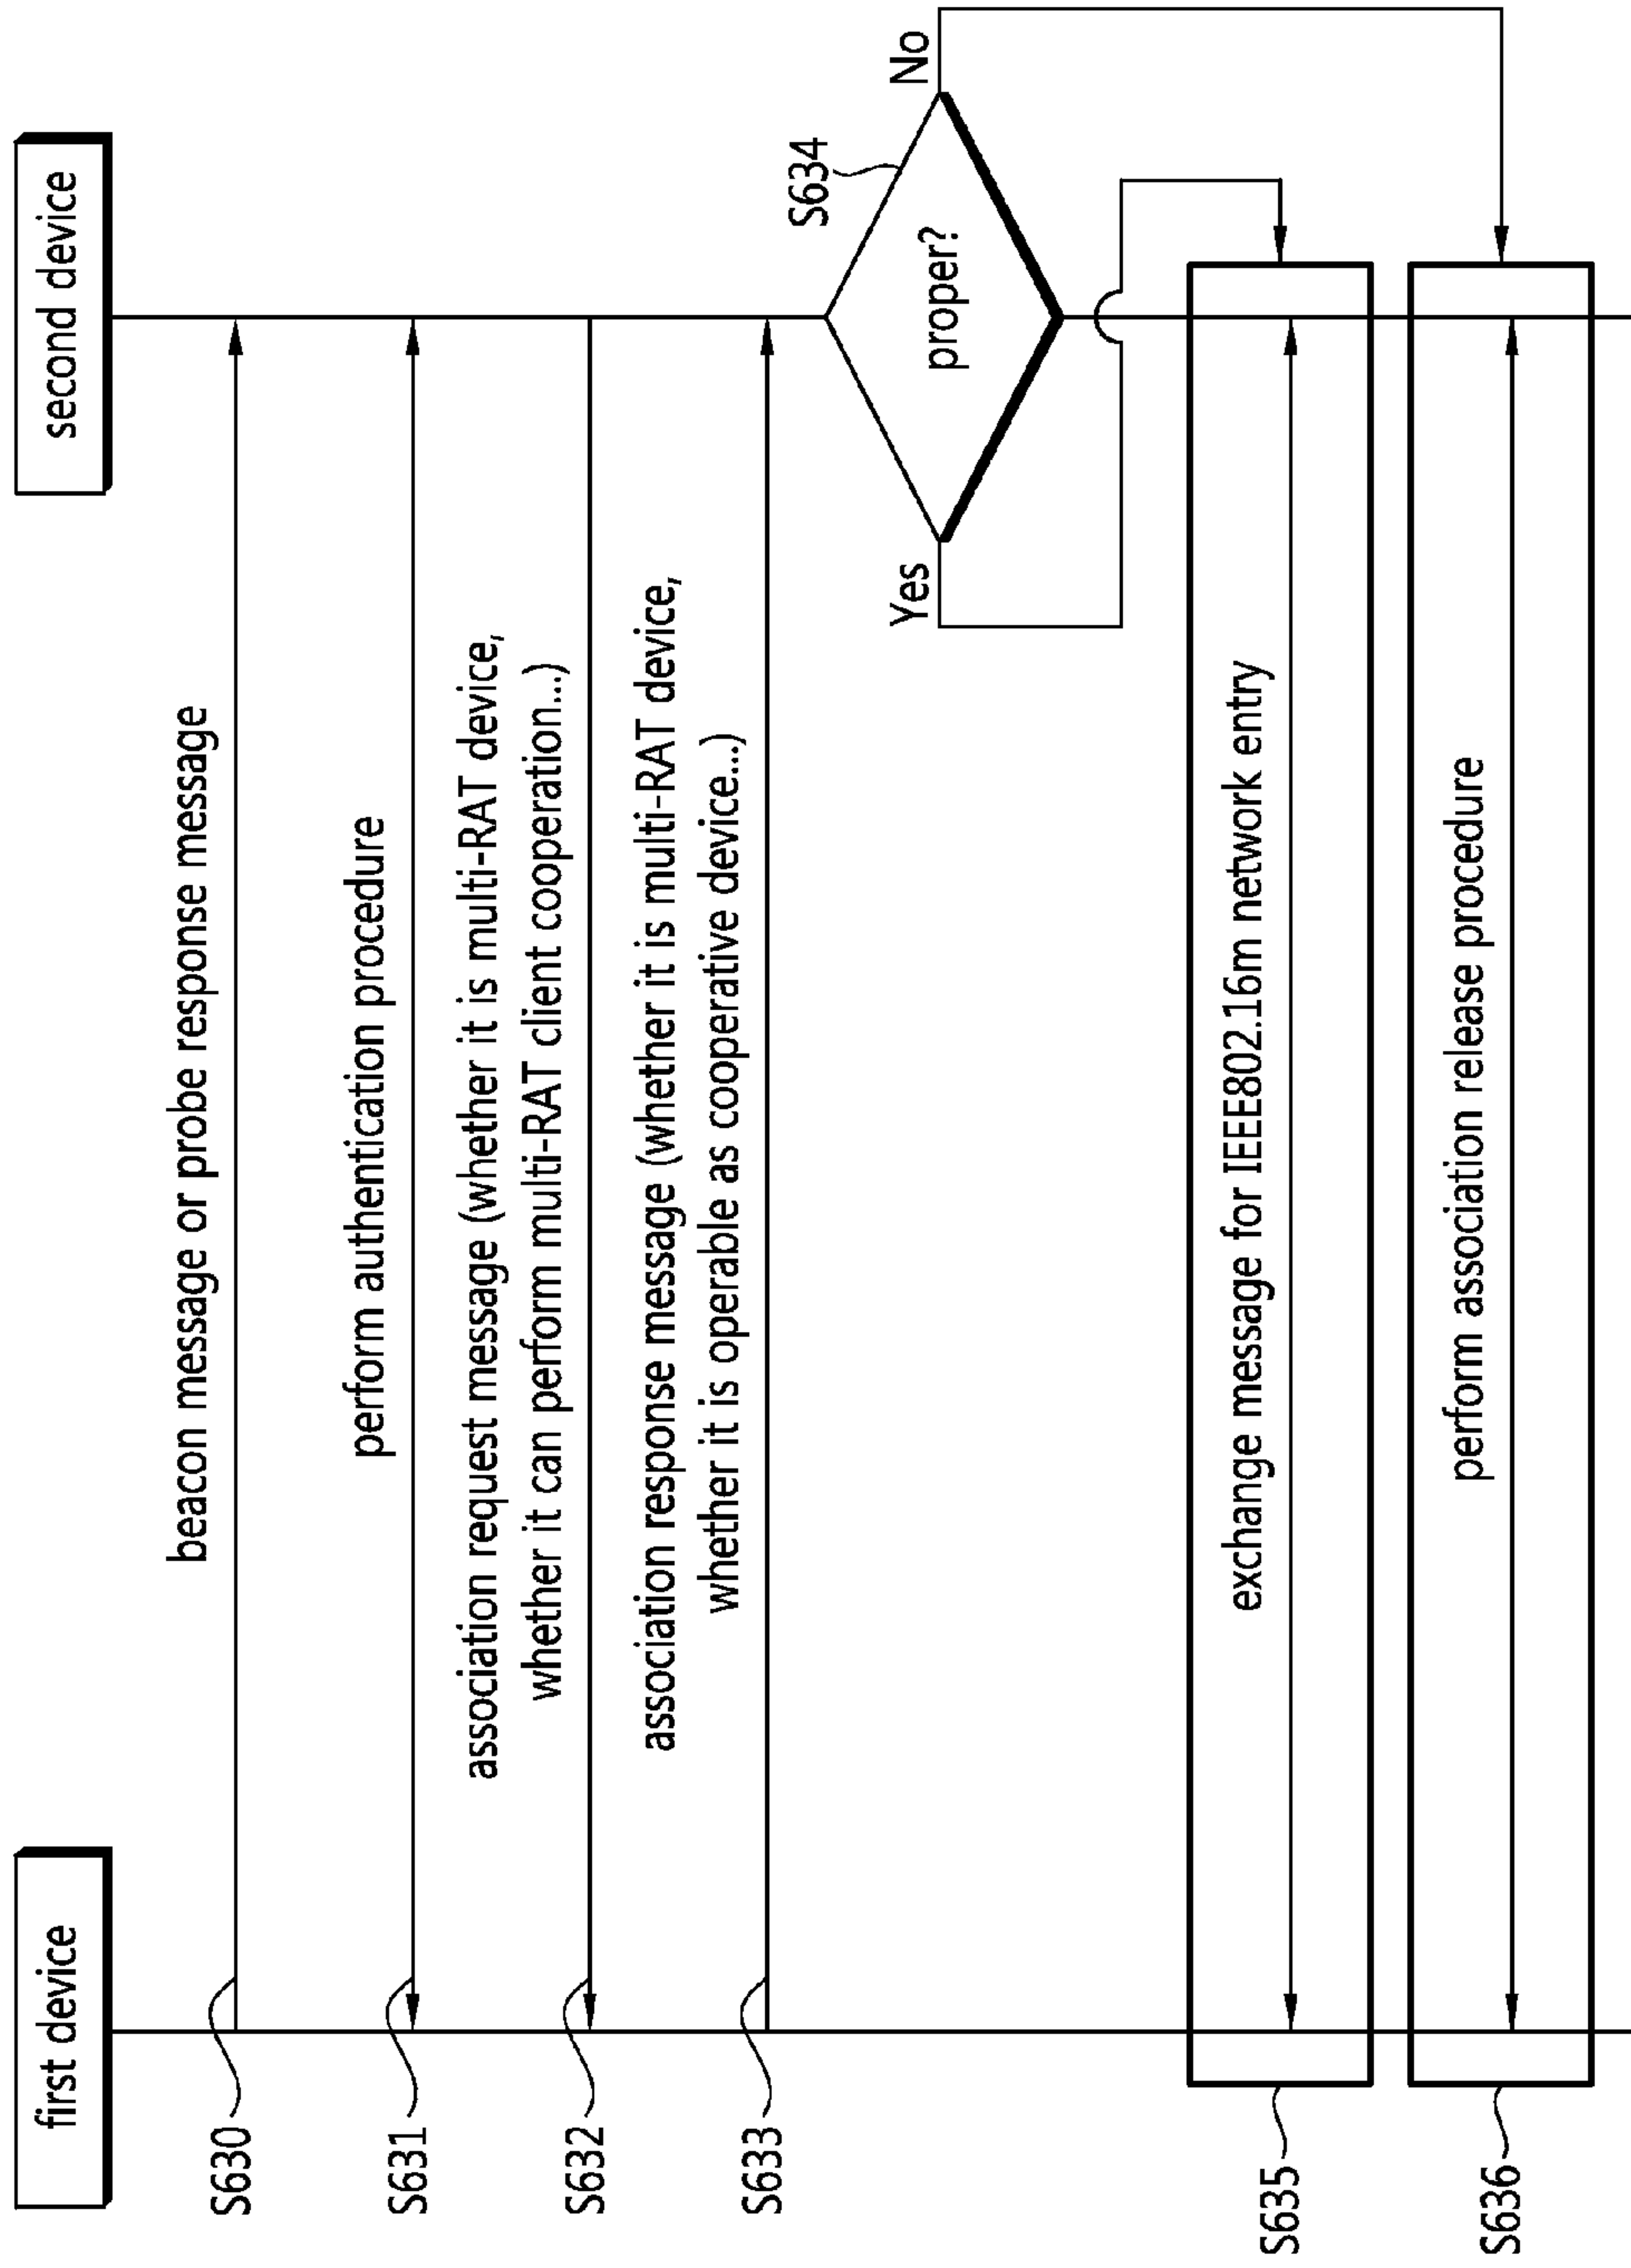 first device
second device
beacon message or probe response message
S630
perform authentication procedure
S631
association request message (whether it is multi-RAT device,
whether it can perform multi-RAT client cooperation...)
S632
association response message (whether it is multi-RAT device,
whether it is operable as cooperative device...)
S633
S634
Yes
proper?
No
exchange message for IEEE802.16m network entry
S635
perform association release procedure
S636